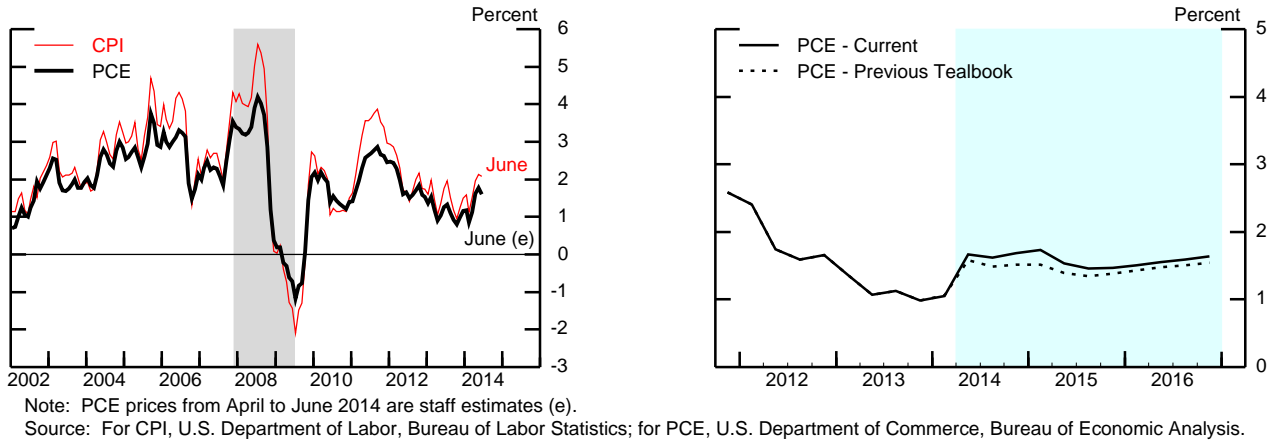 Percent
6
5
4
3
2
1
0
-1
-2
-3
CPI
PCE
June
June (e)
2002 2004 2006 2008 2010 2012 2014
Percent
5
4
3
2
1
0
PCE - Current
PCE - Previous Tealbook
2012 2013 2014 2015 2016
Note: PCE prices from April to June 2014 are staff estimates (e).
Source: For CPI, U.S. Department of Labor, Bureau of Labor Statistics; for PCE, U.S. Department of Commerce, Bureau of Economic Analysis.